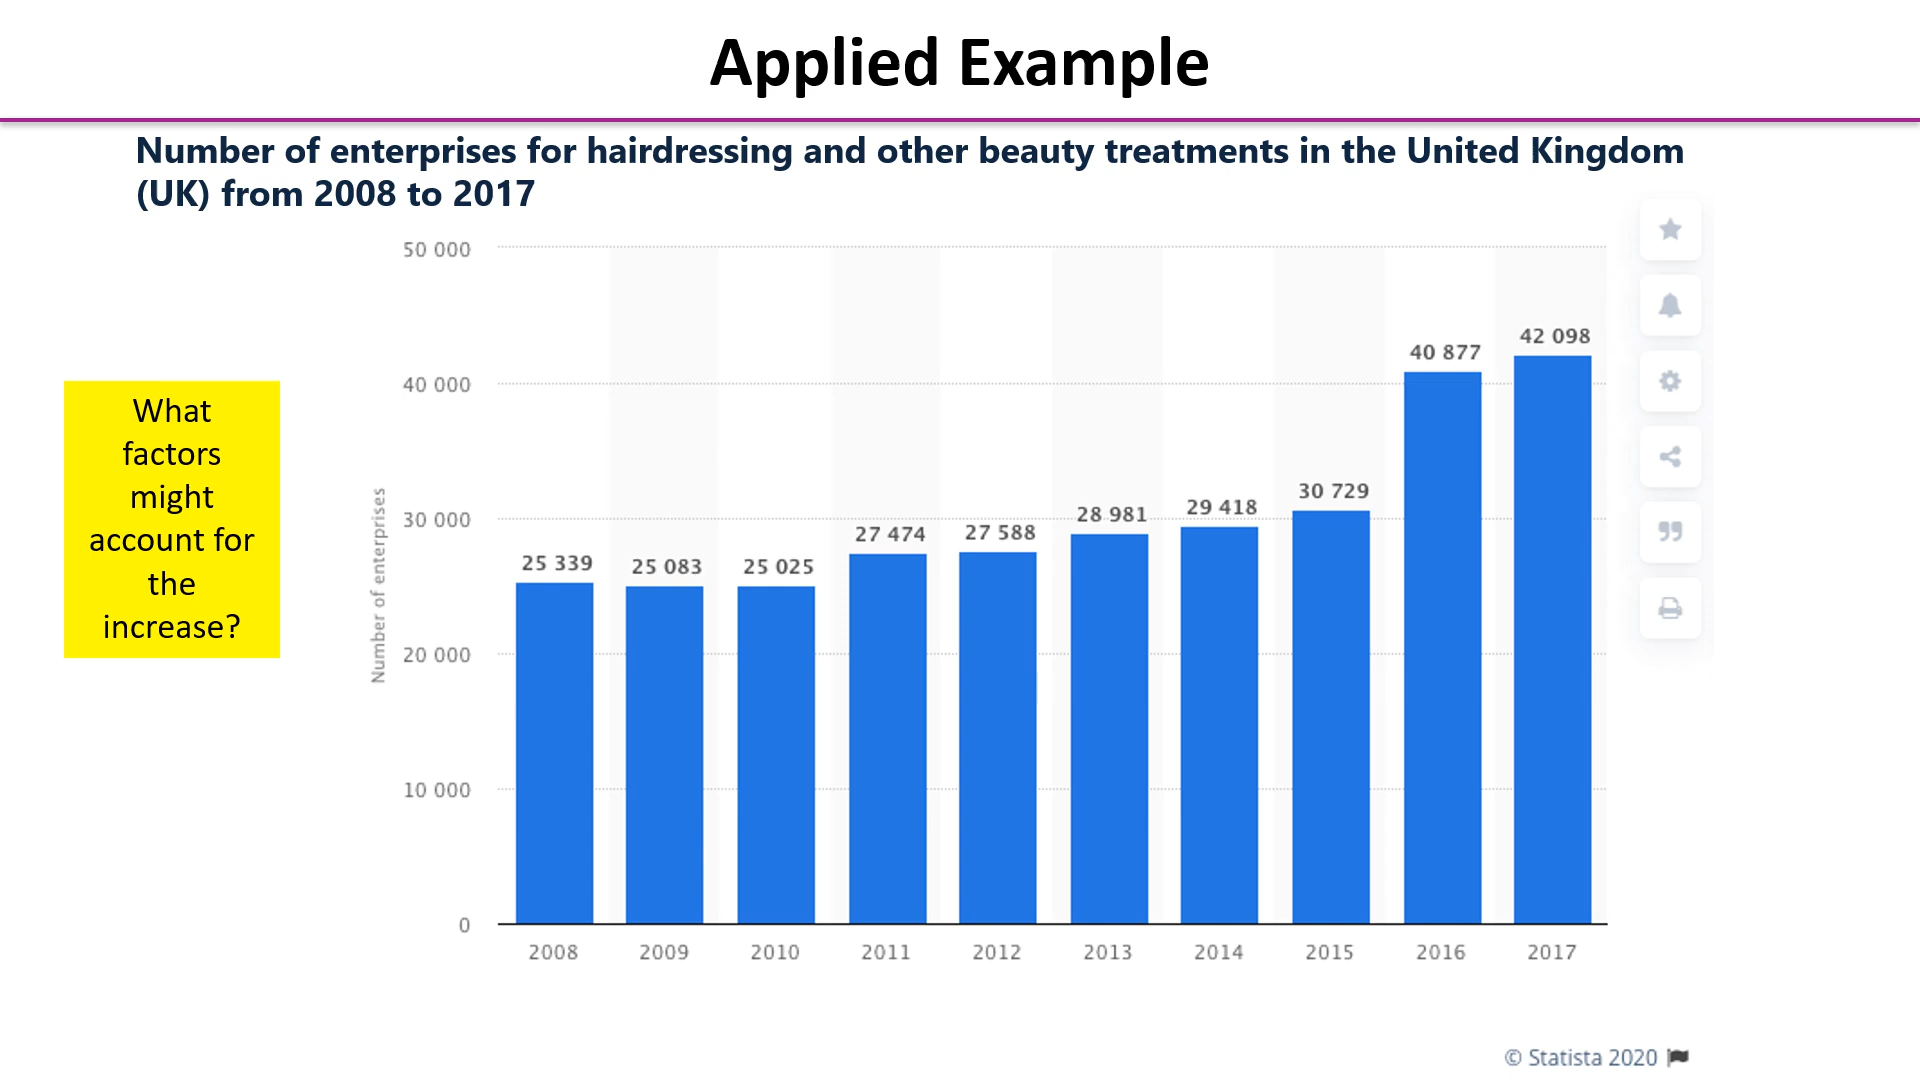 Applied Example
Number of enterprises for hairdressing and other beauty treatments in the United Kingdom
(UK) from 2008 to 2017
What
factors
might
account for
the
increase?
Number of enterprises
50 000
40 000
30 000
20 000
10 000
0
25 339
25 083
25 025
27 474
27 588
28 981
29 418
30 729
40 877
42 098
2008
2009
2010
2011
2012
2013
2014
2015
2016
2017
© Statista 2020